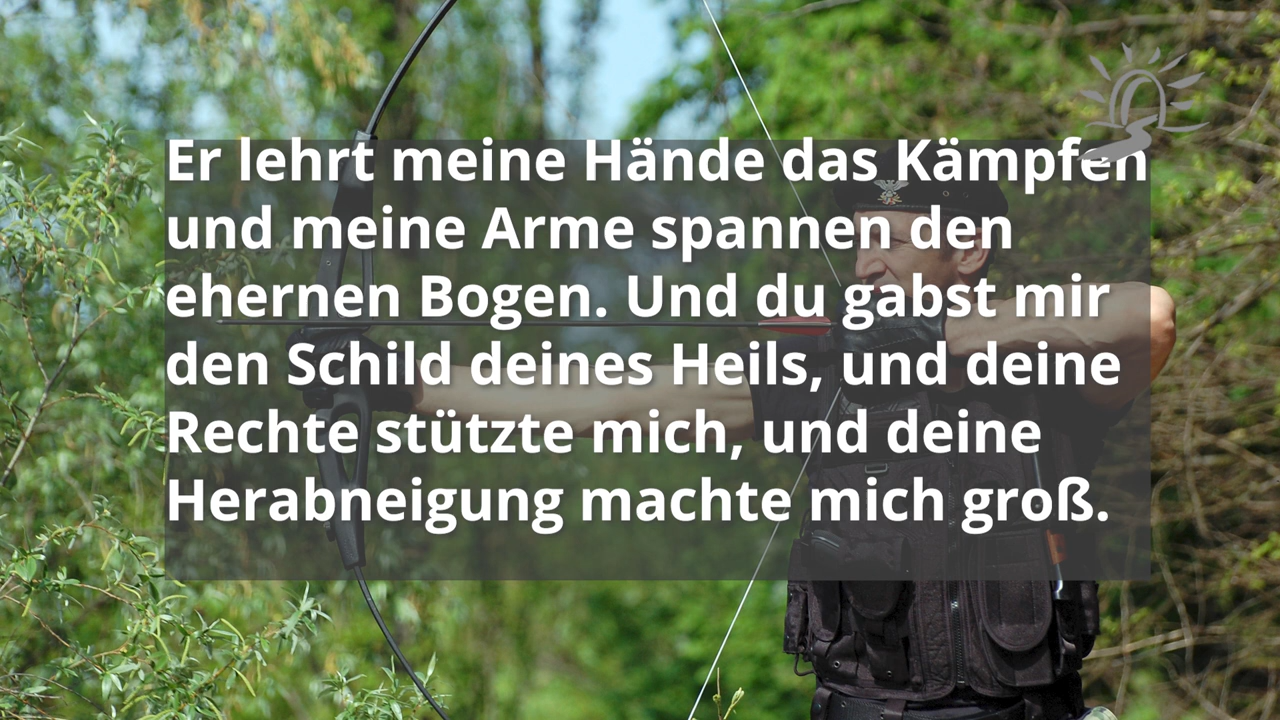 Er lehrt meine Hände das Kämpfen
und meine Arme spannen den
ehernen Bogen. Und du gabst mir
den Schild deines Heils, und deine
Rechte stützte mich, und deine
Herabneigung machte mich groß.